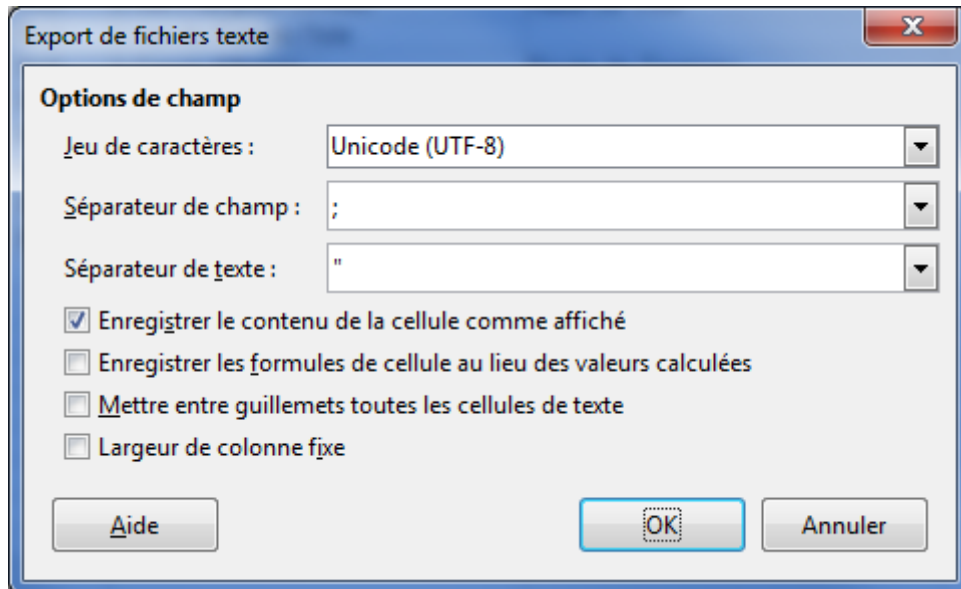 Export de fichiers texte
Options de champ
Jeu de caractères :
Unicode (UTF-8)
Séparateur de champ :
;
Séparateur de texte :
"
Enregistrer le contenu de la cellule comme affiché
Enregistrer les formules de cellule au lieu des valeurs calculées
Mettre entre guillemets toutes les cellules de texte
Largeur de colonne fixe
Aide
OK
Annuler